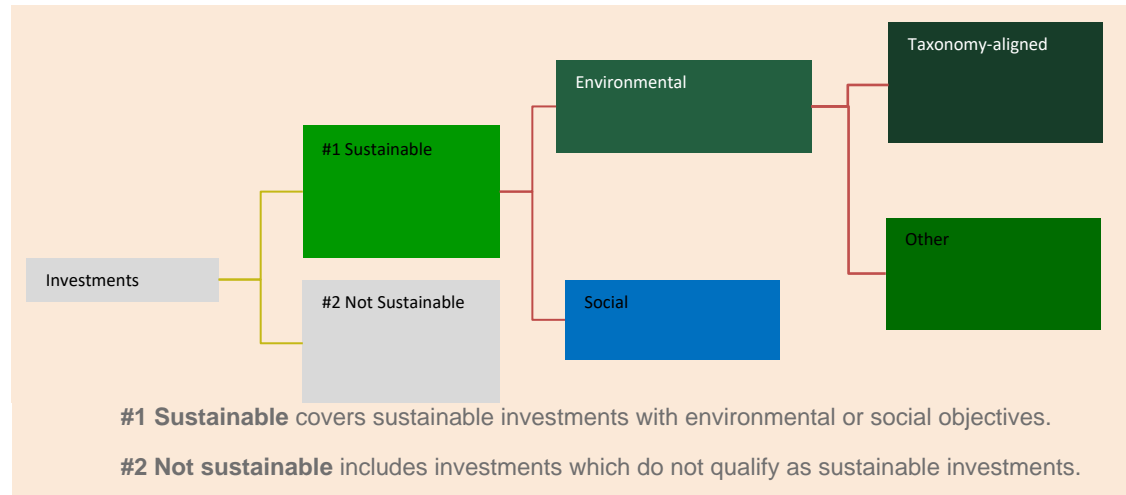 Taxonomy-aligned
Environmental
#1 Sustainable
Other
Investments
#2 Not Sustainable
Social
#1 Sustainable covers sustainable investments with environmental or social objectives.
#2 Not sustainable includes investments which do not qualify as sustainable investments.